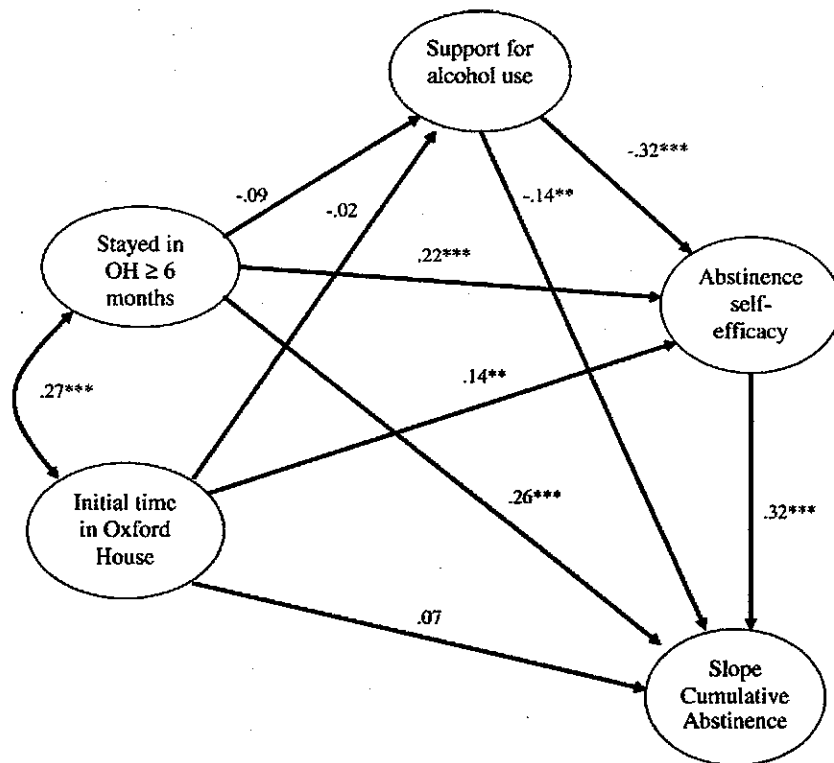 Support for
alcohol use
-.32***
-.09
-.02
-.14**
Stayed in
OH ≥ 6
months
.22***
Abstinence
self-
efficacy
.27***
.14**
Initial time
in Oxford
House
.26***
.32***
.07
Slope
Cumulative
Abstinence